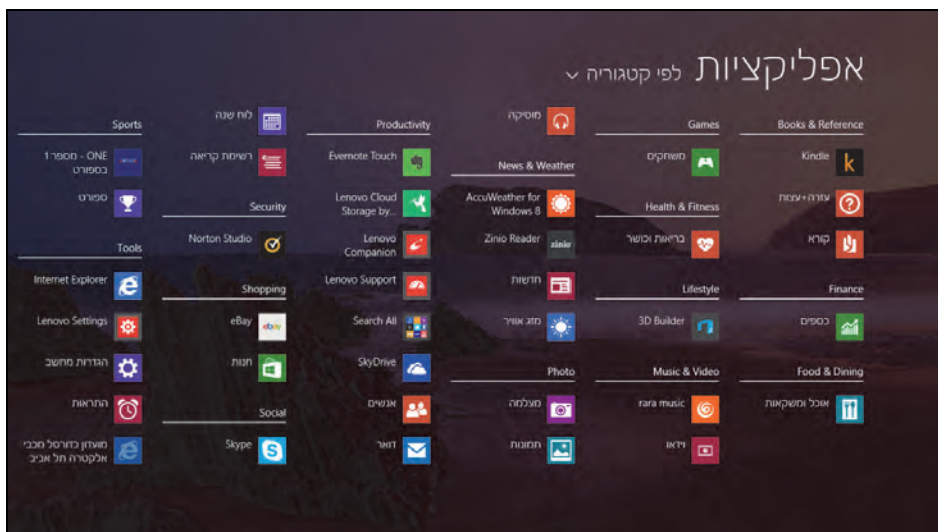 אפליקציות לפי קטגוריה
Books & Reference
Kindle
עזרה+עצות
קורא
Finance
כספים
Food & Dining
אוכל ומשקאות
Games
משחקים
Health & Fitness
בריאות וכושר
Lifestyle
3D Builder
Music & Video
rara music
וידאו
מוסיקה
News & Weather
AccuWeather for
Windows 8
Zinio Reader
חדשות
מזג אוויר
Photo
מצלמה
תמונות
Productivity
Evernote Touch
Lenovo Cloud
Storage by...
Lenovo
Companion
Lenovo Support
Search All
SkyDrive
אנשים
דואר
לוח שנה
רשימת קריאה
Security
Norton Studio
Shopping
eBay
חנות
Social
Skype
Sports
ONE - מספר 1
בספורט
ספורט
Tools
Internet Explorer
Lenovo Settings
הגדרות מחשב
התראות
מועדון כדורסל מכבי
אלקטרה תל אביב